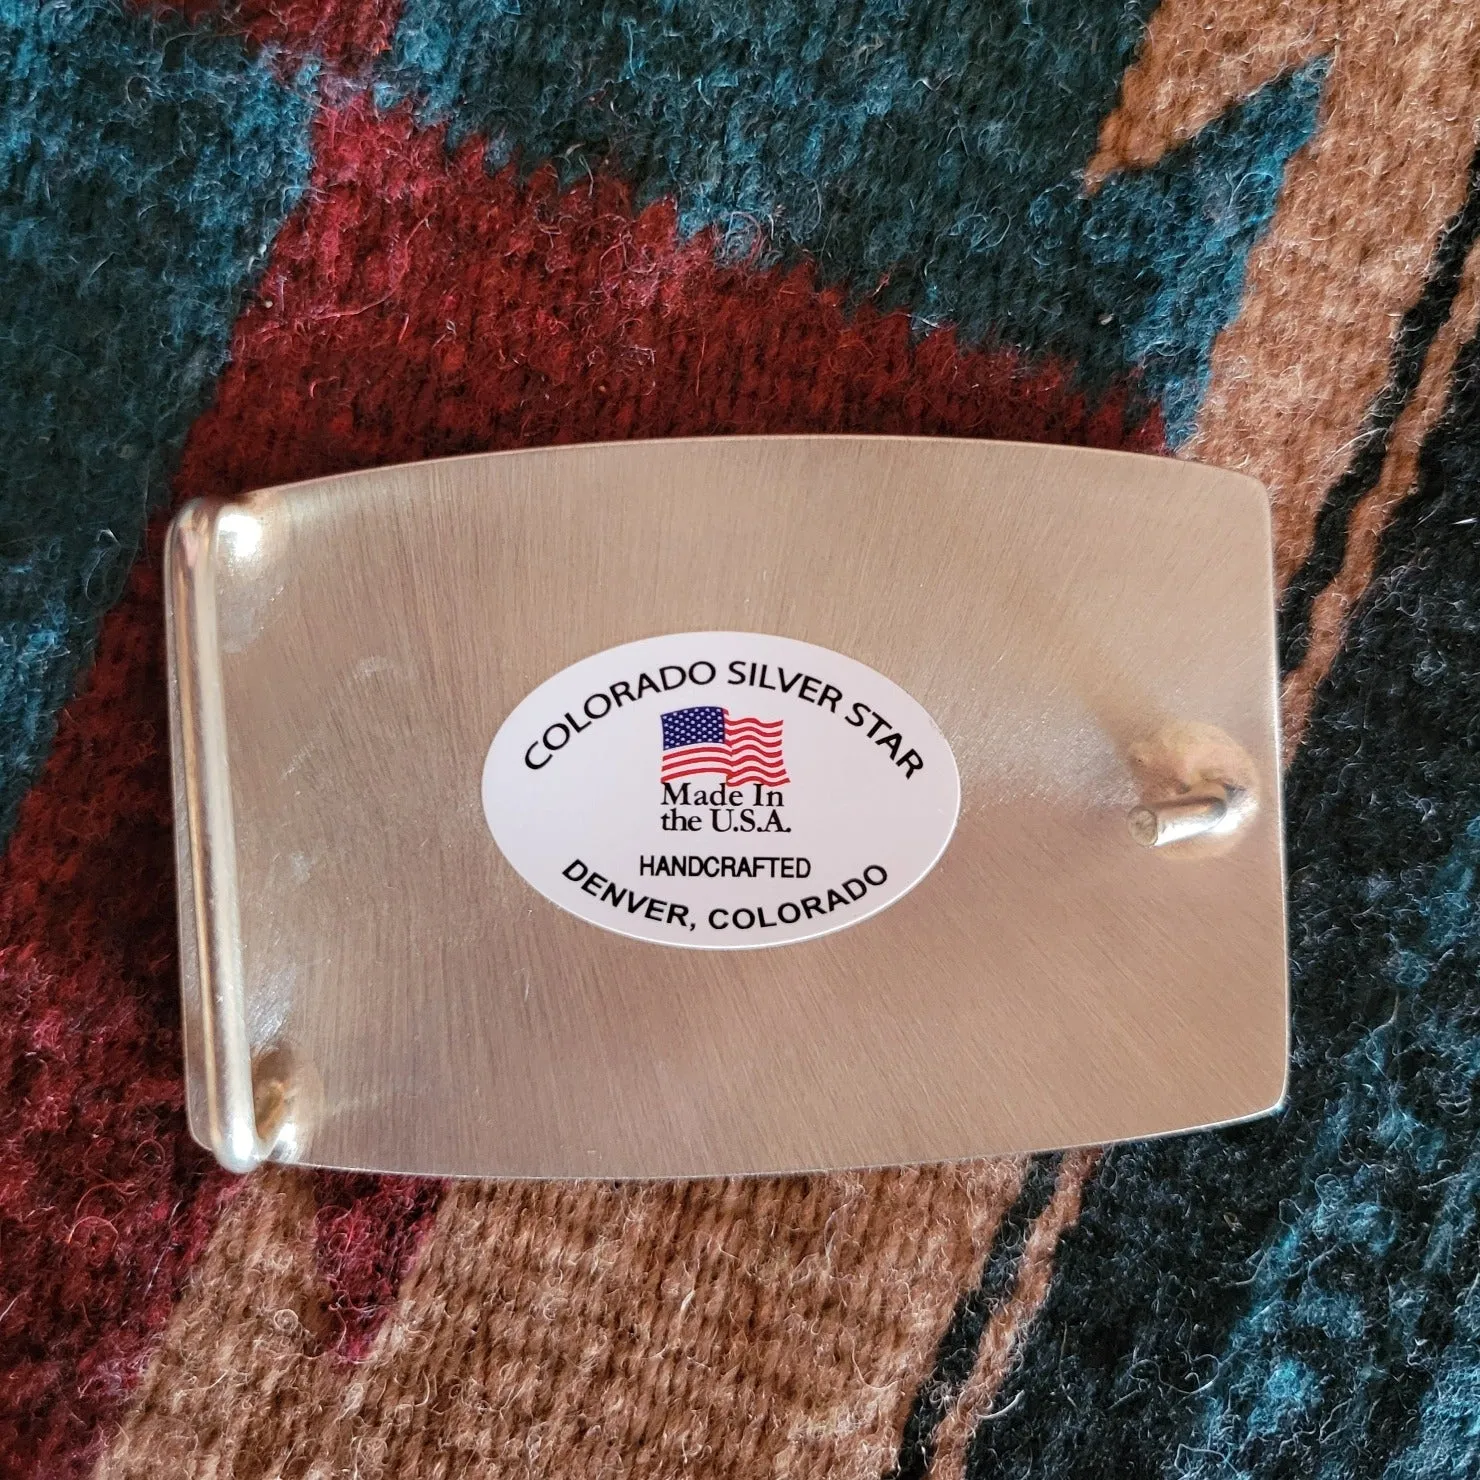 COLORADO SILVER STAR
Made In
the U.S.A.
HANDCRAFTED
DENVER, COLORADO